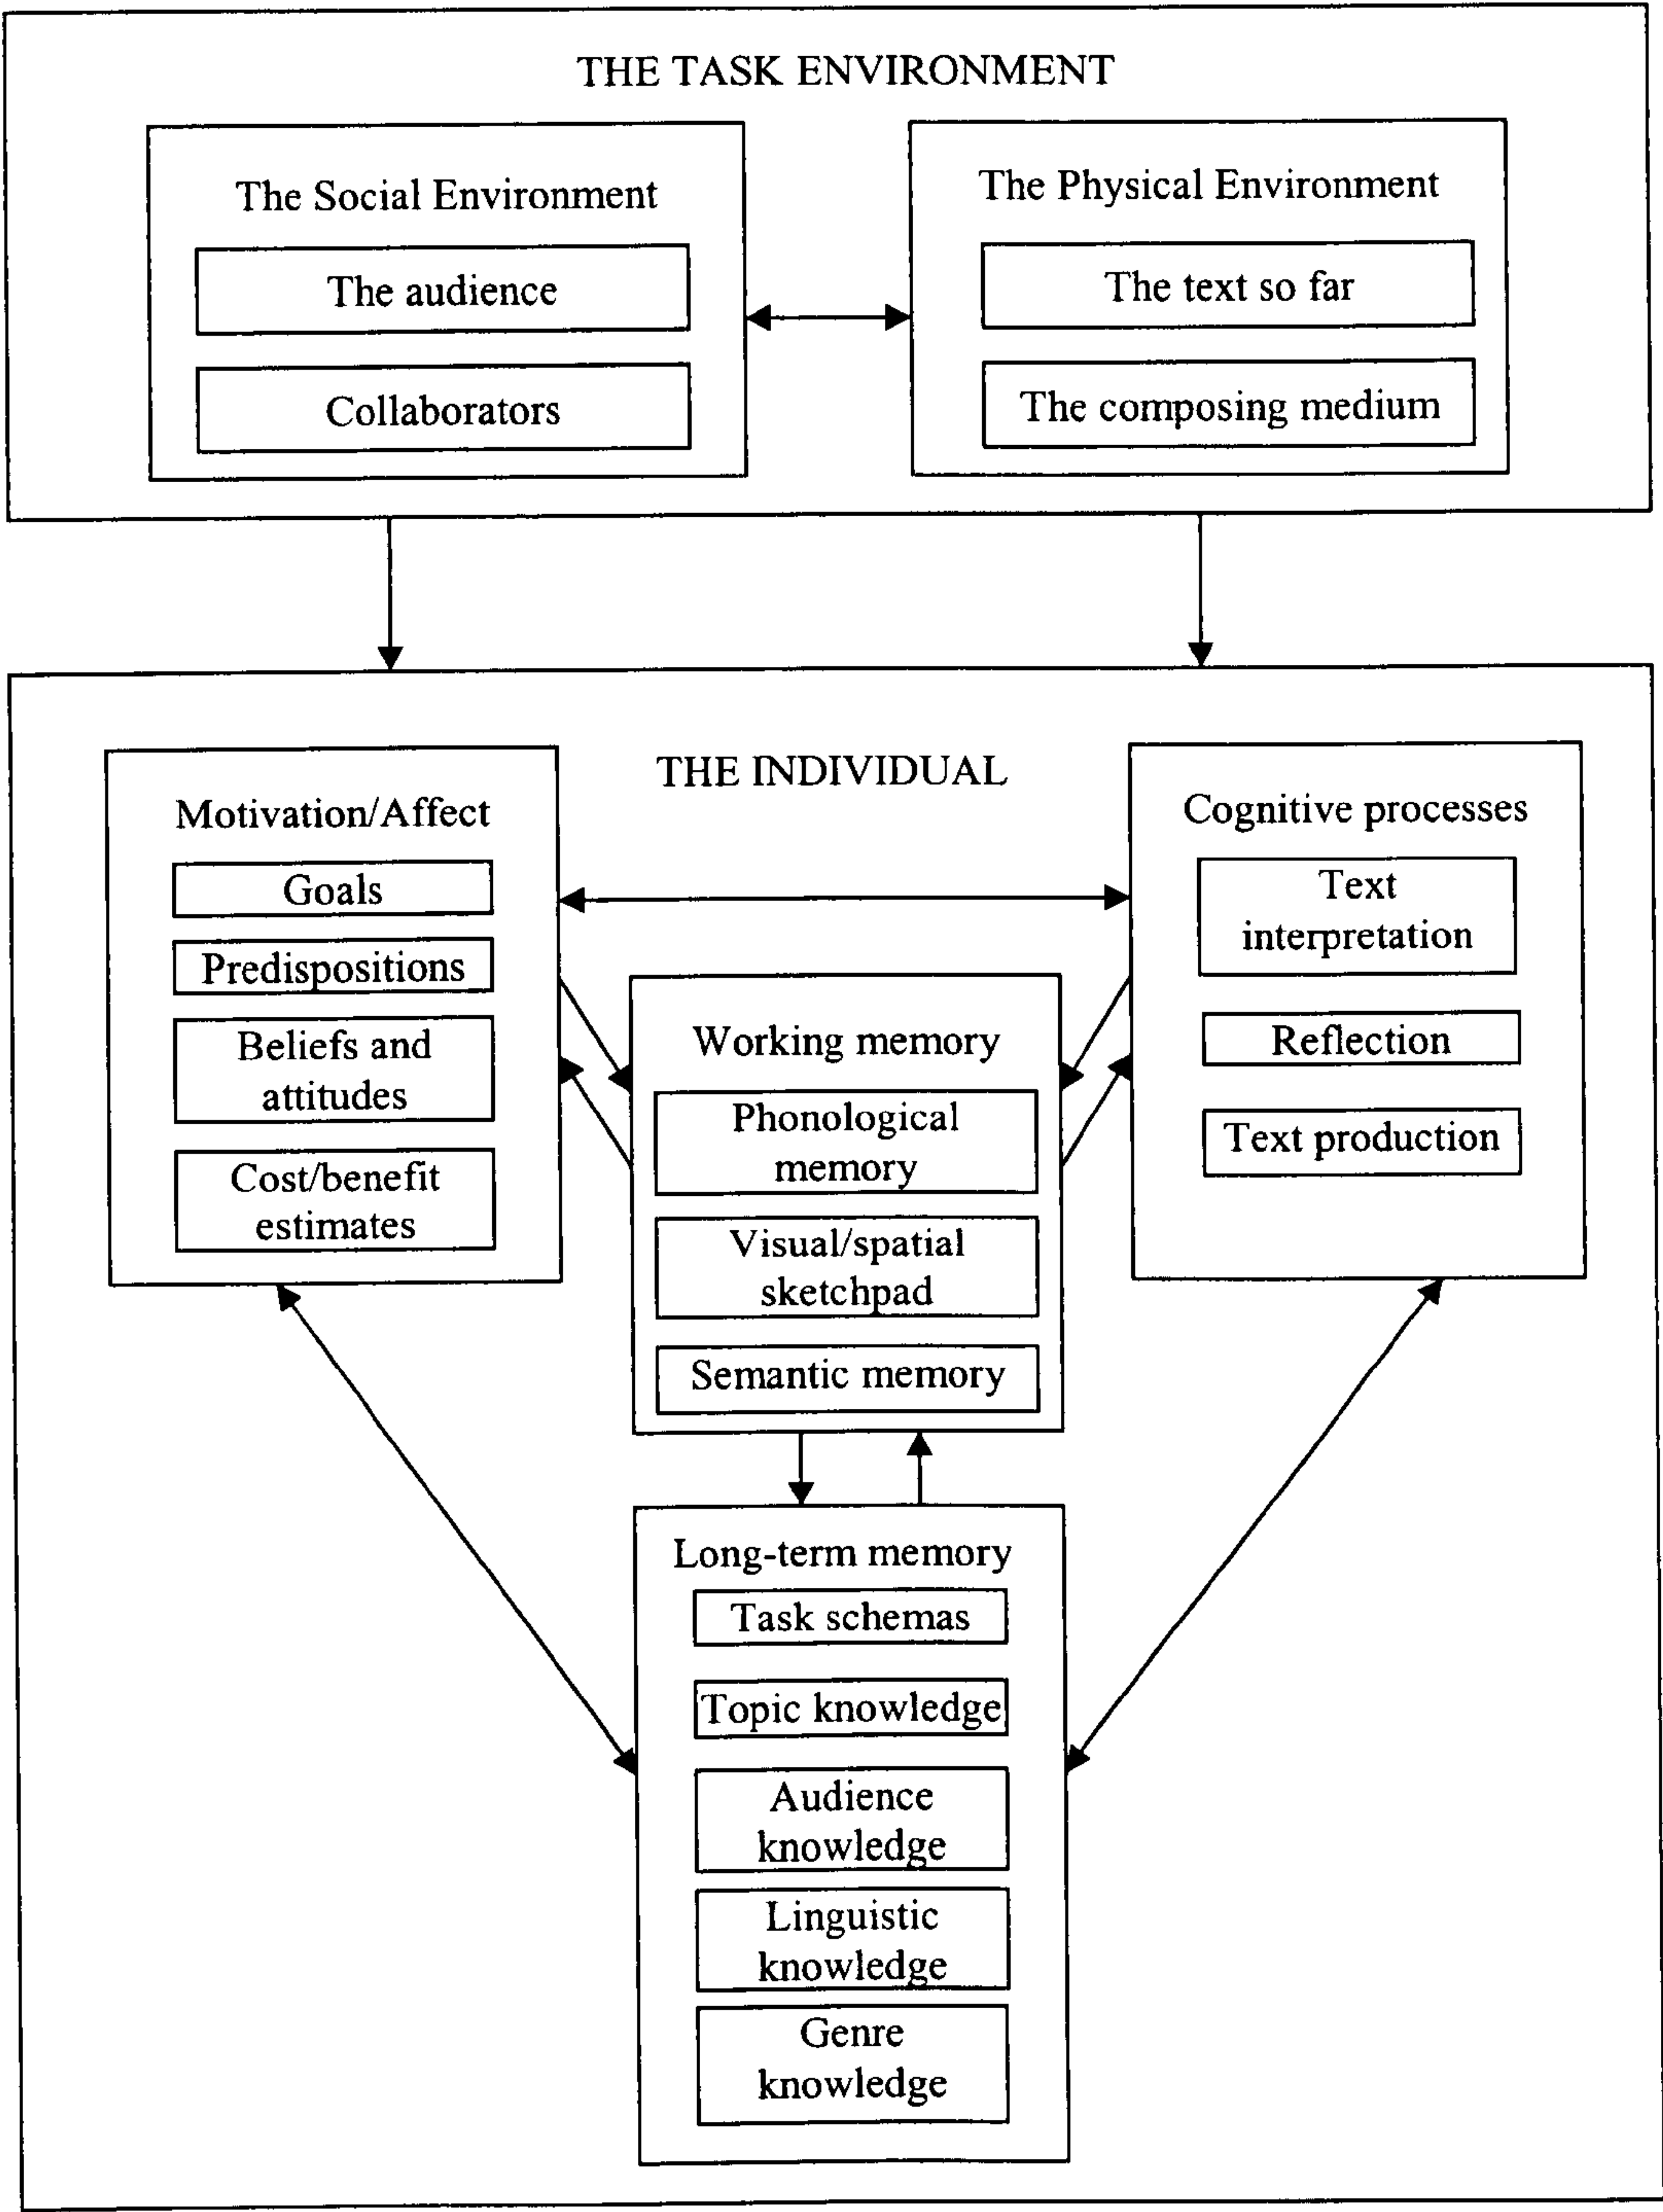 THE TASK ENVIRONMENT
The Social Environment
The audience
Collaborators
The Physical Environment
The text so far
The composing medium
THE INDIVIDUAL
Motivation/Affect
Goals
Predispositions
Beliefs and
attitudes
Cost/benefit
estimates
Working memory
Phonological
memory
Visual/spatial
sketchpad
Semantic memory
Cognitive processes
Text
interpretation
Reflection
Text production
Long-term memory
Task schemas
Topic knowledge
Audience
knowledge
Linguistic
knowledge
Genre
knowledge